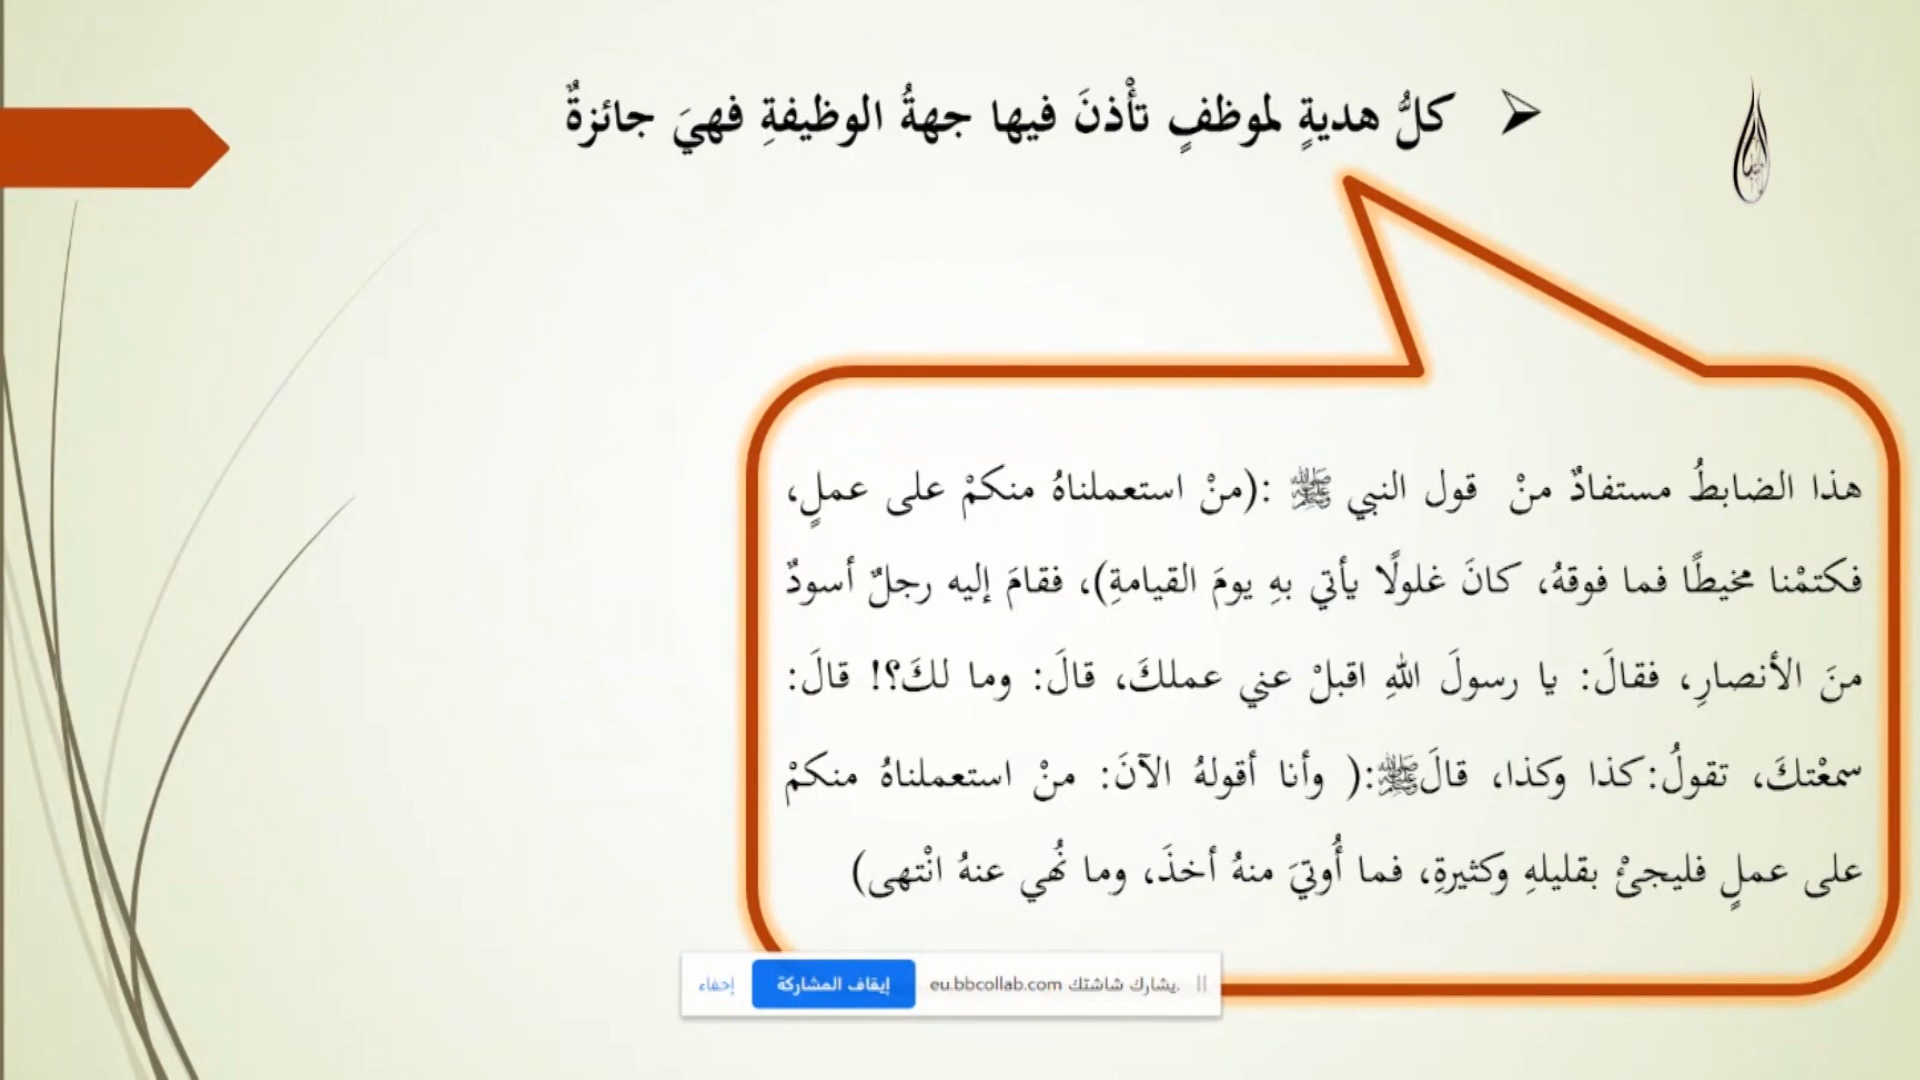 كلُّ هديةٍ لموظفٍ تأْذنَ فيها جهةُ الوظيفةِ فهيَ جائزةٌ
هذا الضابطُ مستفادٌ منْ قول النبي ﷺ :(منْ استعملناهُ منكمْ على عملٍ،
فكتمْنا مخيطًا فما فوقهُ، كانَ غلولًا يأتي بهِ يومَ القيامةِ)، فقامَ إليه رجلٌ أسودٌ
منَ الأنصارِ، فقالَ: يا رسولَ اللهِ اقبلْ عني عملكَ، قالَ: وما لكَ؟! قالَ:
سمعْتكَ، تقولُ:كذا وكذا، قالَﷺ:( وأنا أقولهُ الآنَ: منْ استعملناهُ منكمْ
على عملٍ فليجئْ بقليلهِ وكثيرةِ، فما أُوتيَ منهُ أخذَ، وما نُهي عنهُ انْتهى)
يشارك شاشتك eu.bbcollab.com. إيقاف المشاركة إخفاء